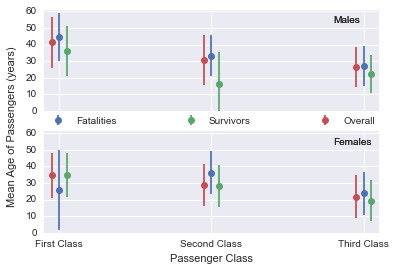 60
Males
50
40
30
20
10
0
Fatalities Survivors Overall
60
Females
50
40
30
20
10
0
First Class Second Class Third Class
Passenger Class
Mean Age of Passengers (years)